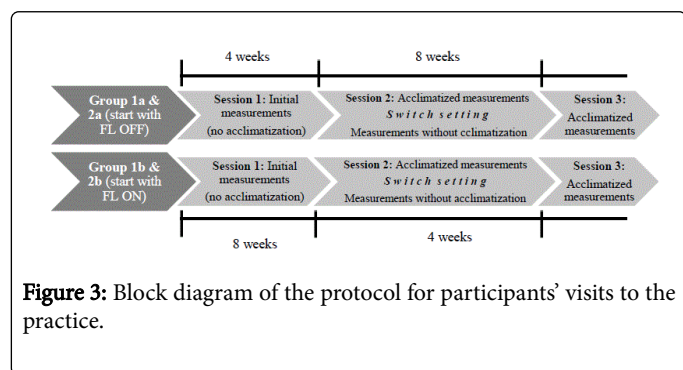 4 weeks 8 weeks
Group 1a &
2a (start with
FL OFF)
Session 1: Initial
measurements
(no acclimatization)
Session 2: Acclimatized measurements
Switch setting
Measurements without cclimatization
Session 3:
Acclimatized
measurements
Group 1b &
2b (start with
FL ON)
Session 1: Initial
measurements
(no acclimatization)
Session 2: Acclimatized measurements
Switch setting
Measurements without acclimatization
Session 3:
Acclimatized
measurements
8 weeks 4 weeks
Figure 3: Block diagram of the protocol for participants' visits to the
practice.